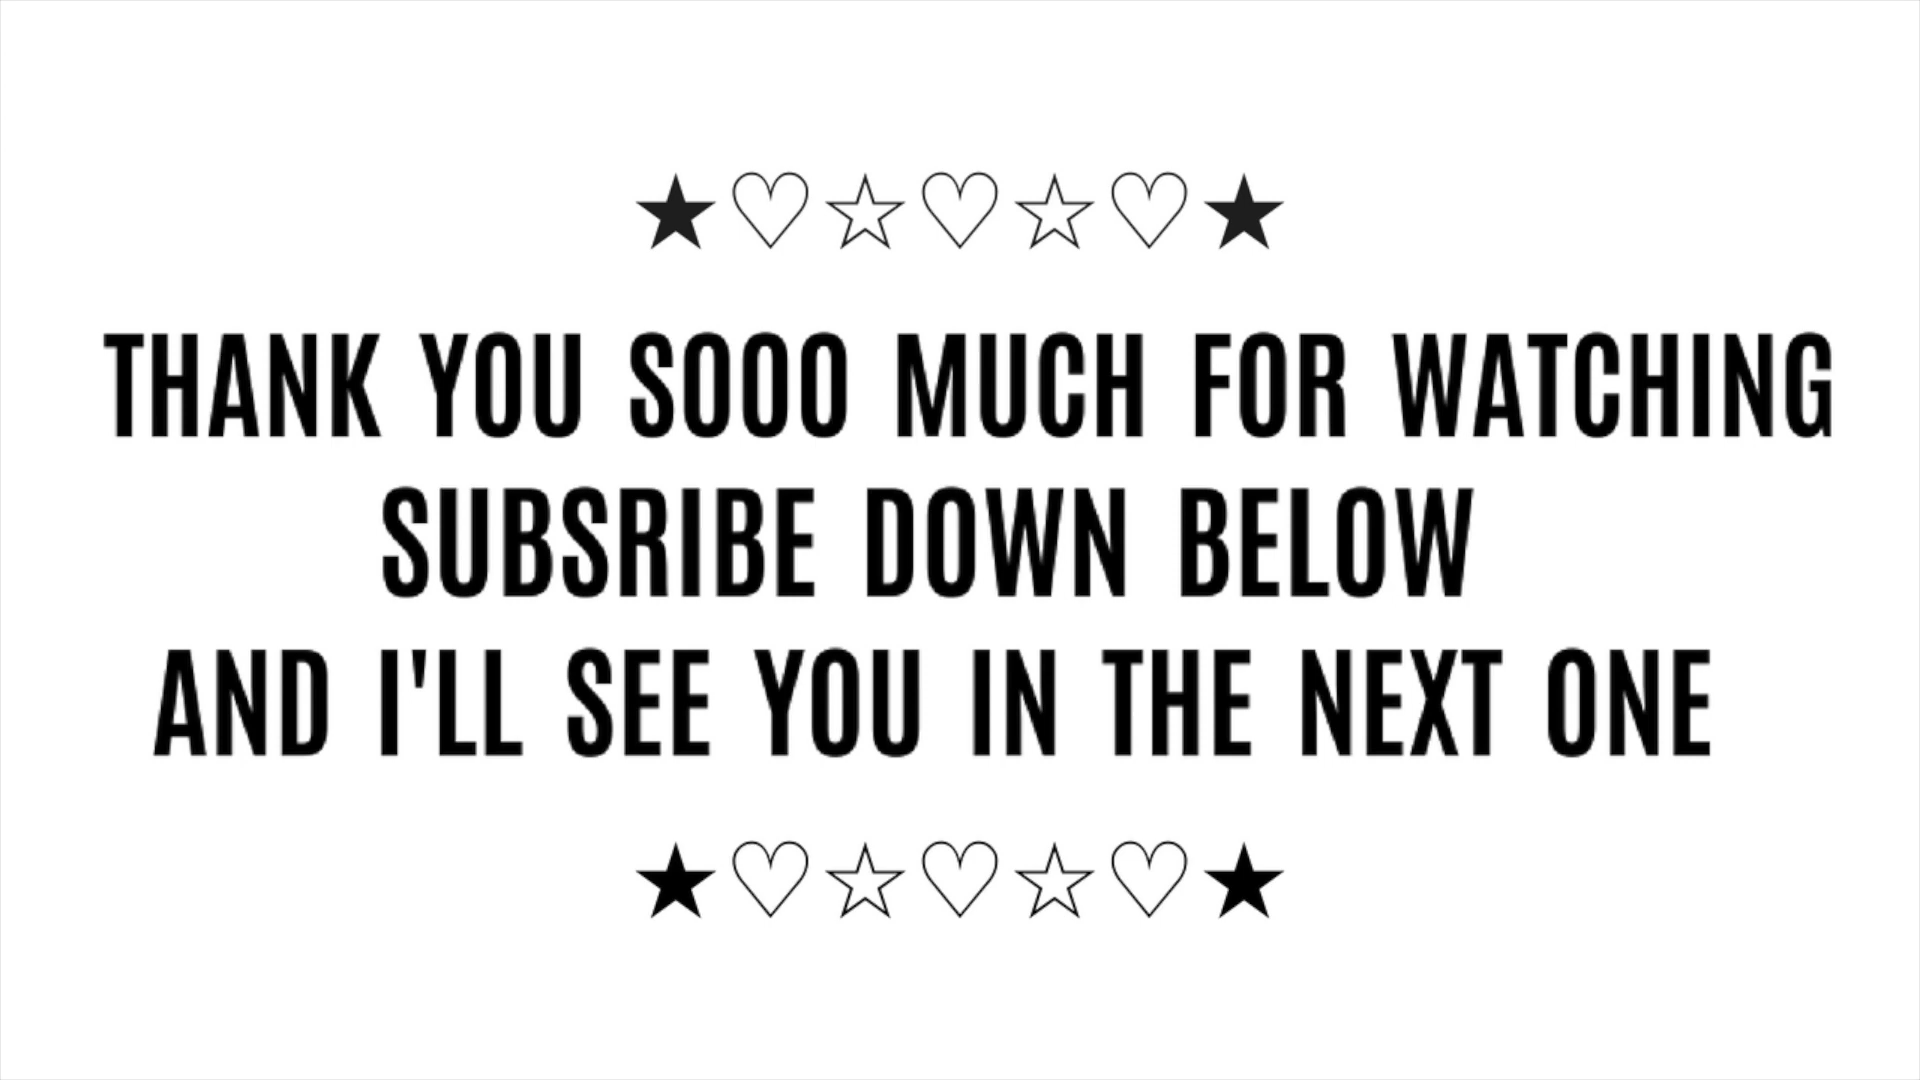 ★♡☆♡☆♡★
THANK YOU SOOO MUCH FOR WATCHING
SUBSRIBE DOWN BELOW
AND I'LL SEE YOU IN THE NEXT ONE
★♡☆♡☆♡★